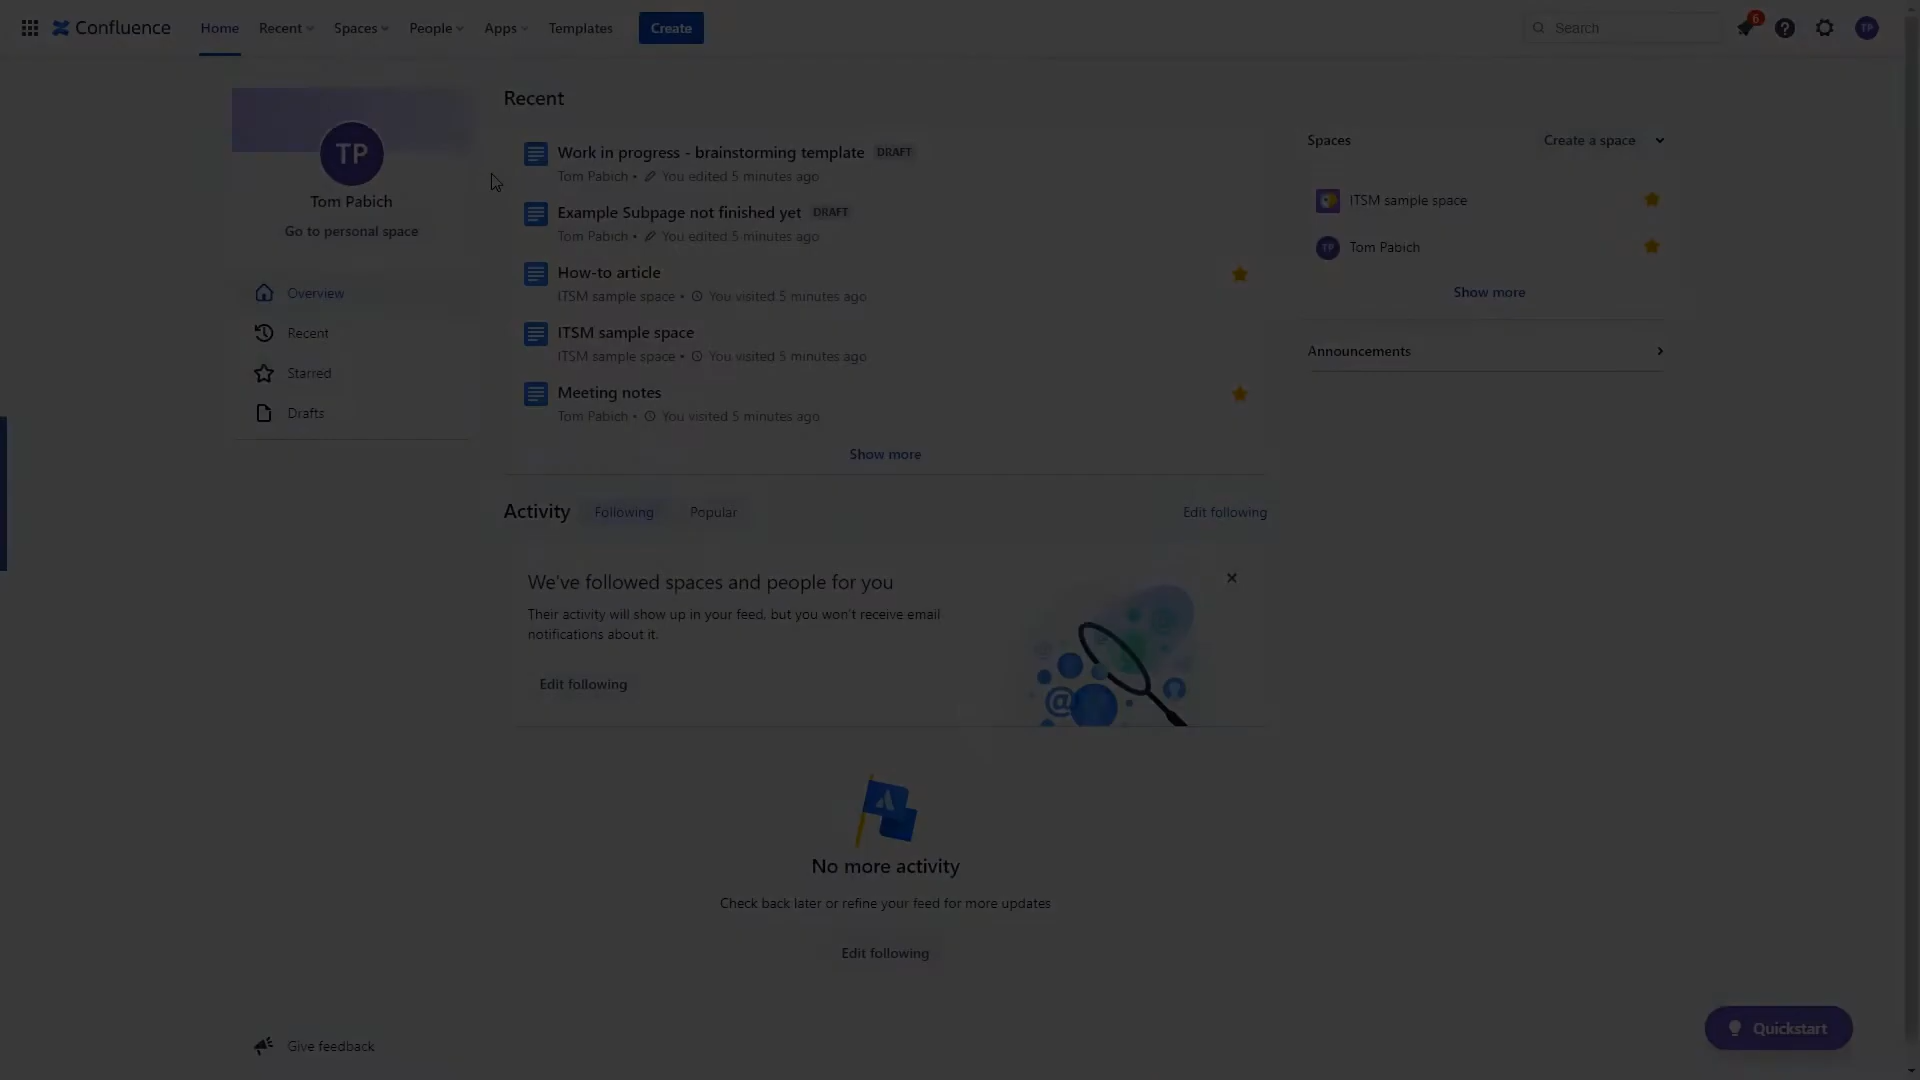 Confluence
Home
Recent
Spaces
People
Apps
Templates
Create
Search
6
TP
TP
Tom Pabich
Go to personal space
Overview
Recent
Starred
Drafts
Recent
Work in progress - brainstorming template DRAFT
Tom Pabich • You edited 5 minutes ago
Example Subpage not finished yet DRAFT
Tom Pabich • You edited 5 minutes ago
How-to article
ITSM sample space • You visited 5 minutes ago
ITSM sample space
ITSM sample space • You visited 5 minutes ago
Meeting notes
Tom Pabich • You visited 5 minutes ago
Show more
Activity
Following
Popular
Edit following
We've followed spaces and people for you
Their activity will show up in your feed, but you won't receive email
notifications about it.
Edit following
No more activity
Check back later or refine your feed for more updates
Edit following
Spaces
Create a space
ITSM sample space
TP Tom Pabich
Show more
Announcements
Give feedback
Quickstart